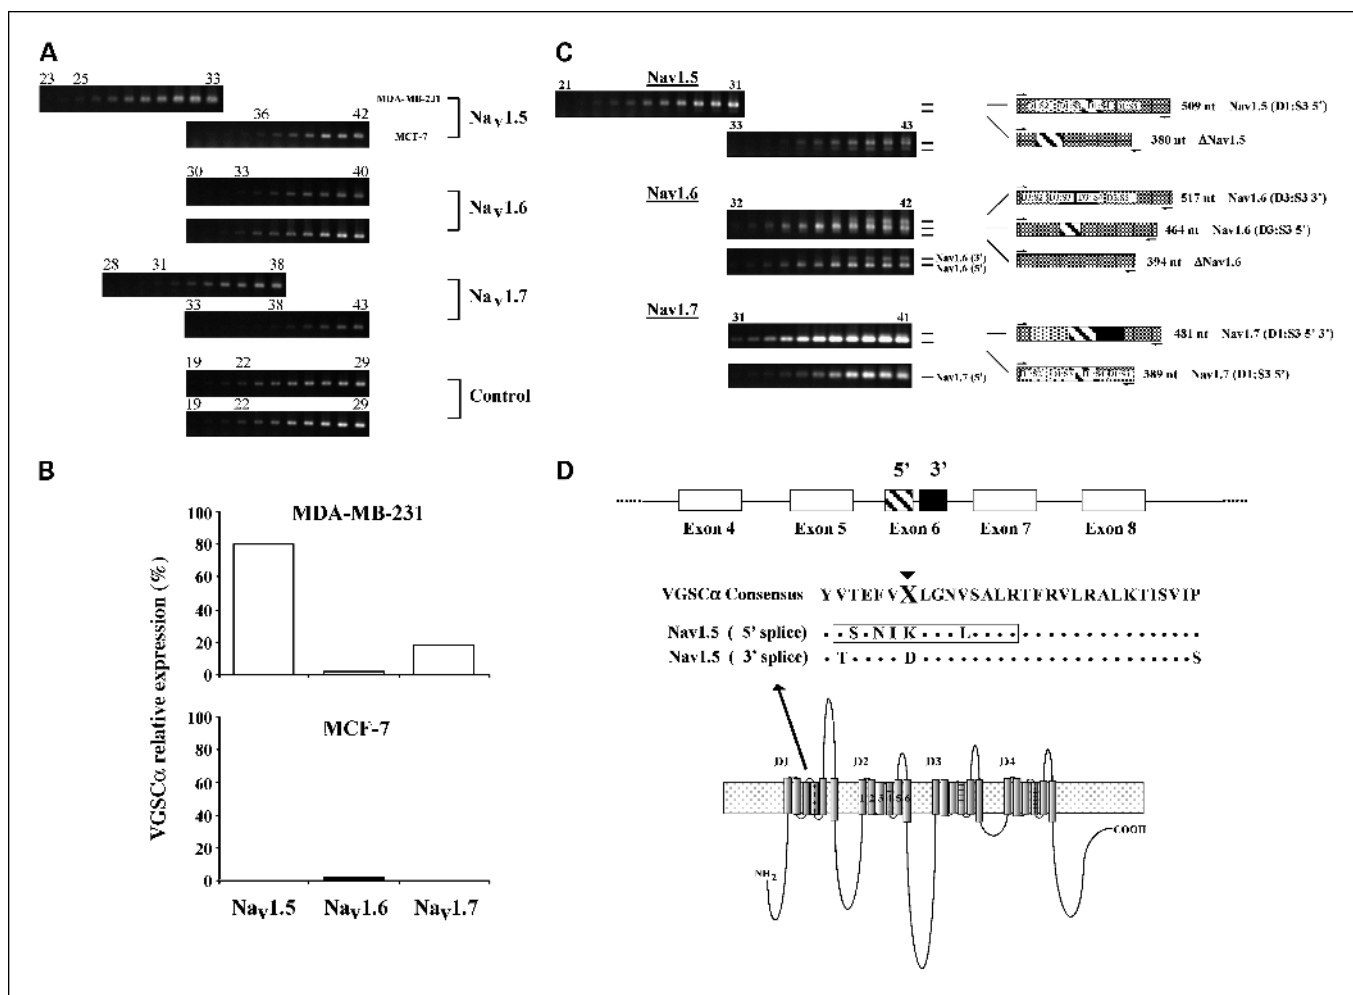 A
23 25 33
MDA-MB-231
36 42
MCF-7
Nav1.5
30 33 40
Nav1.6
28 31 38
33 38 43
Nav1.7
19 22 29
19 22 29
Control
B
VGSCα relative expression (%)
MDA-MB-231
100
80
60
40
20
0
MCF-7
100
80
60
40
20
0
Nav1.5 Nav1.6 Nav1.7
C
Nav1.5
21 31
33 43
509 nt Nav1.5 (D1:S3 5')
380 nt ΔNav1.5
Nav1.6
32 42
Nav1.6 (3')
Nav1.6 (5')
517 nt Nav1.6 (D3:S3 3')
464 nt Nav1.6 (D3:S3 5')
394 nt ΔNav1.6
Nav1.7
31 41
Nav1.7 (5')
481 nt Nav1.7 (D1:S3 5' 3')
389 nt Nav1.7 (D1:S3 5')
D
5' 3'
Exon 4 Exon 5 Exon 6 Exon 7 Exon 8
VGSCα Consensus YVTEFVXLGNVSALRTFRVLRALKTISVIP
Nav1.5 ( 5' splice) • • S • N I K • • • • L • • • • • • • • • • • • • • • • •
Nav1.5 ( 3' splice) • T • • • • D • • • • • • • • • • • • • • • • • • • • • • S
D1 D2 D3 D4
1 2 3 4 5 6
NH2
COOH